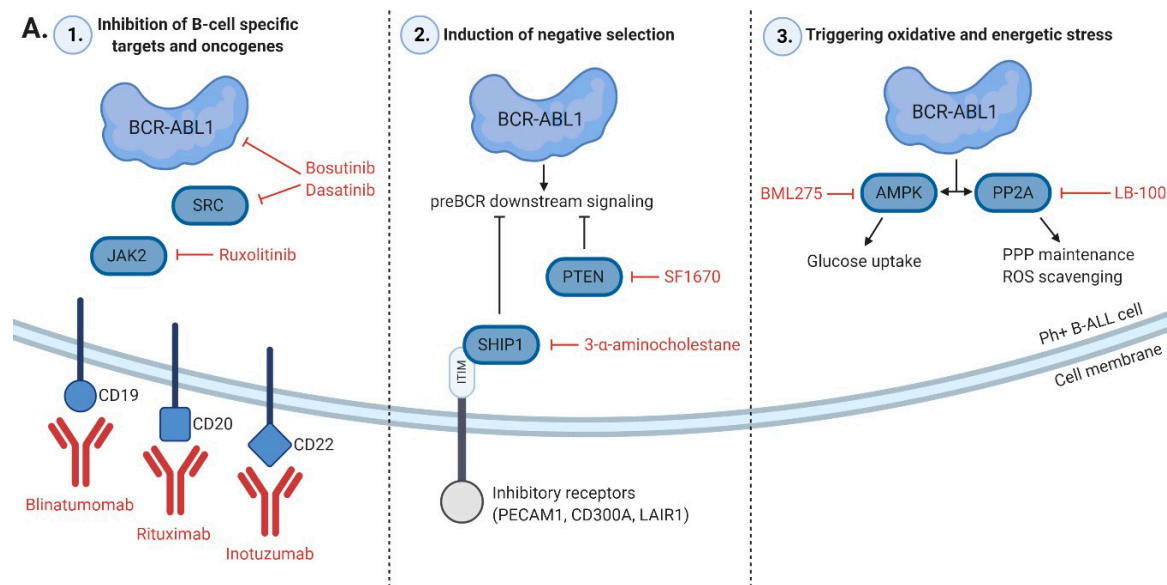 A.
1.
Inhibition of B-cell specific
targets and oncogenes
BCR-ABL1
Bosutinib
Dasatinib
SRC
JAK2
Ruxolitinib
CD19
CD20
CD22
Blinatumomab
Rituximab
Inotuzumab
2.
Induction of negative selection
BCR-ABL1
preBCR downstream signaling
PTEN
SF1670
SHIP1
3-α-aminocholestane
ITIM
Inhibitory receptors
(PECAM1, CD300A, LAIR1)
3.
Triggering oxidative and energetic stress
BCR-ABL1
BML275
AMPK
PP2A
LB-100
Glucose uptake
PPP maintenance
ROS scavenging
Ph+ B-ALL cell
Cell membrane